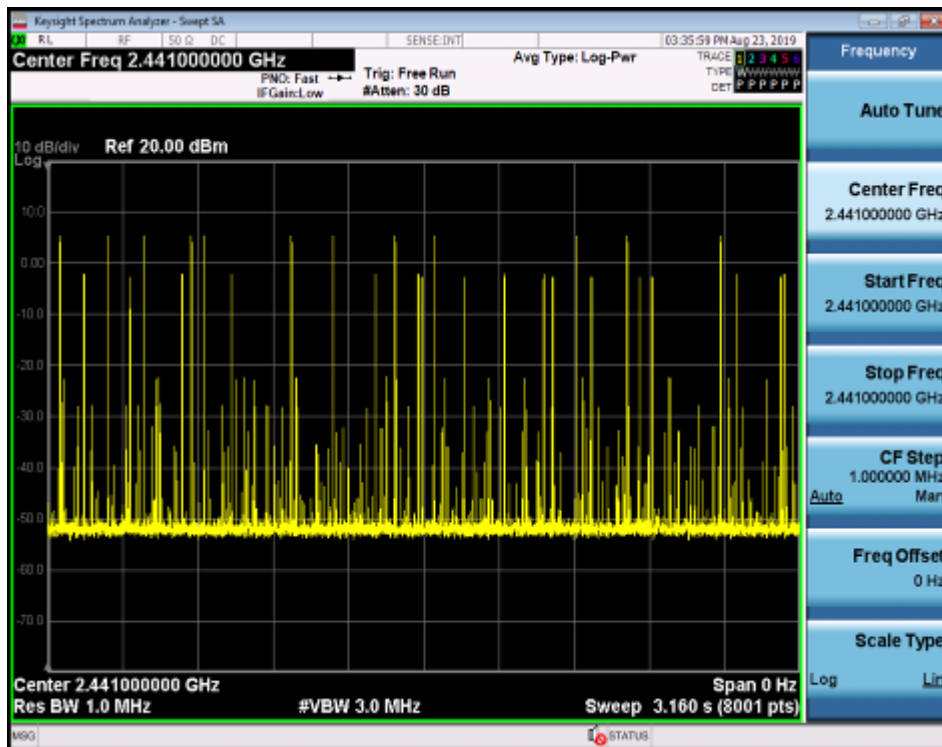 Keysight Spectrum Analyzer - Swept SA
RL RF 50 Ω DC SENSE:INT 03:35:59 PM Aug 23, 2019
Center Freq 2.441000000 GHz
PNO: Fast
IFGain:Low
Trig: Free Run
#Atten: 30 dB
Avg Type: Log-Pwr
TRACE 1 2 3 4 5 6
TYPE WWWWWW
DET P P P P P P
10 dB/div Ref 20.00 dBm
Log
10.0
0.00
-10.0
-20.0
-30.0
-40.0
-50.0
-60.0
-70.0
Center 2.441000000 GHz Span 0 Hz
Res BW 1.0 MHz #VBW 3.0 MHz Sweep 3.160 s (8001 pts)
MSG STATUS
Frequency
Auto Tune
Center Freq
2.441000000 GHz
Start Freq
2.441000000 GHz
Stop Freq
2.441000000 GHz
CF Step
1.000000 MHz
Auto Man
Freq Offset
0 Hz
Scale Type
Log Lin